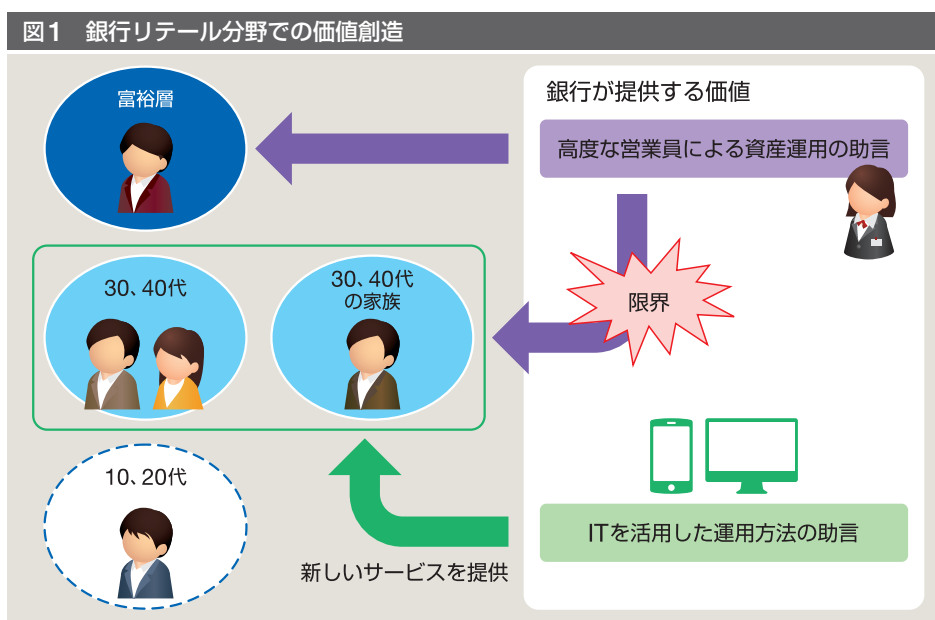 図1 銀行リテール分野での価値創造
富裕層
銀行が提供する価値
高度な営業員による資産運用の助言
30、40代
30、40代
の家族
限界
10、20代
ITを活用した運用方法の助言
新しいサービスを提供